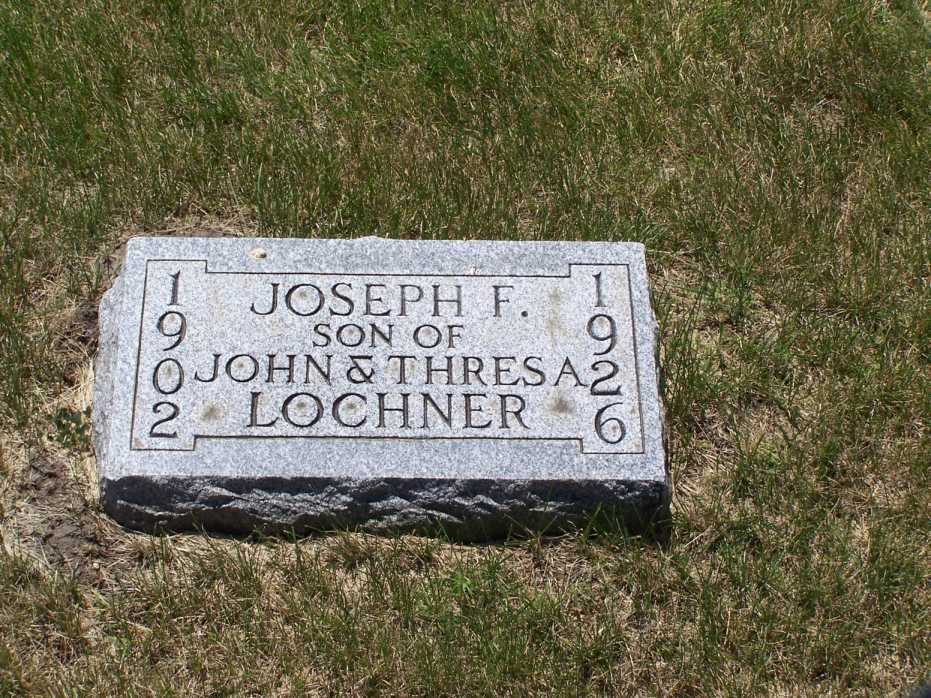 1902
JOSEPH F.
SON OF
JOHN & THRESA
LOCHNER
1926